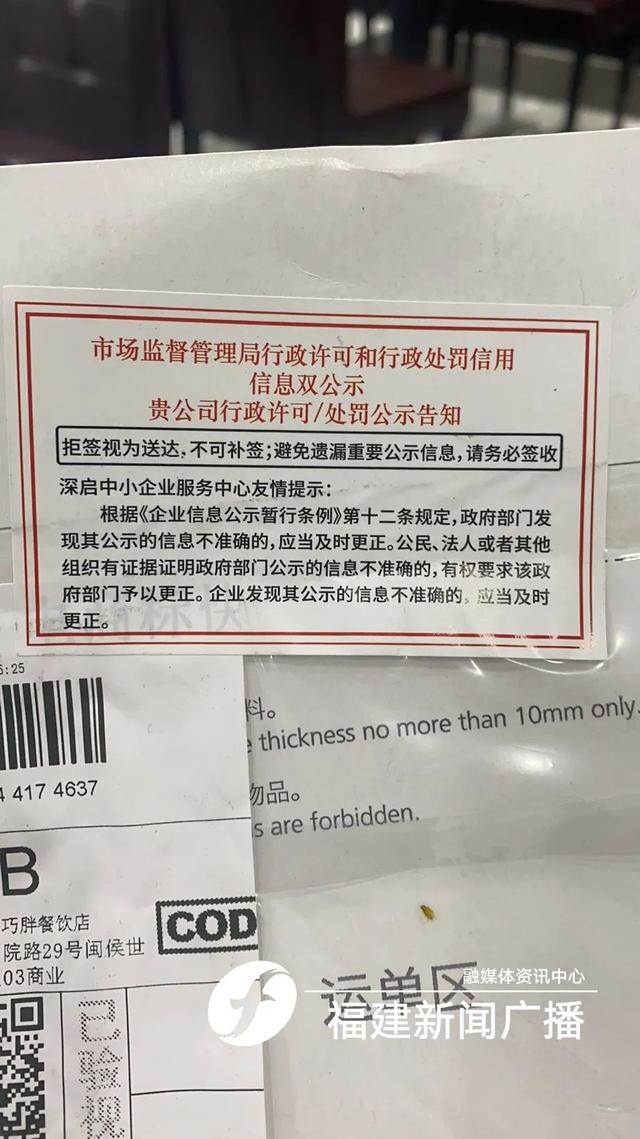 市场监督管理局行政许可和行政处罚信用
信息双公示
贵公司行政许可/处罚公示告知
拒签视为送达,不可补签;避免遗漏重要公示信息,请务必签收
深启中小企业服务中心友情提示:
根据《企业信息公示暂行条例》第十二条规定,政府部门发
现其公示的信息不准确的,应当及时更正。公民、法人或者其他
组织有证据证明政府部门公示的信息不准确的,有权要求该政
府部门予以更正。企业发现其公示的信息不准确的,应当及时
更正。
:25
料。
thickness no more than 10mm only.
4 417 4637
物品。
s are forbidden.
B
巧胖餐饮店
COD
院路29号闽侯世
03商业
已验视
运单区
融媒体资讯中心
福建新闻广播